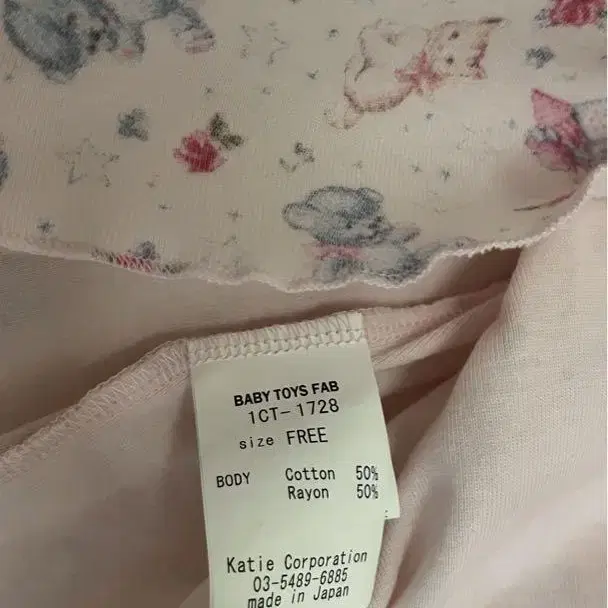 BABY TOYS FAB
1CT-1728
size FREE
BODY Cotton 50%
Rayon 50%
Katie Corporation
03-5489-6885
made in Japan